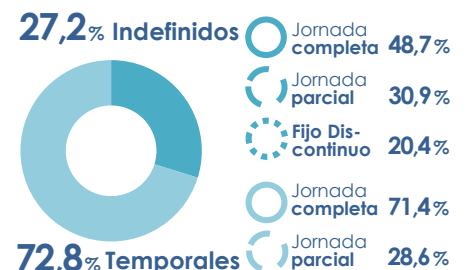 27,2% Indefinidos
Jornada
completa 48,7%
Jornada
parcial 30,9%
Fijo Dis-
continuo 20,4%
Jornada
completa 71,4%
Jornada
parcial 28,6%
72,8% Temporales